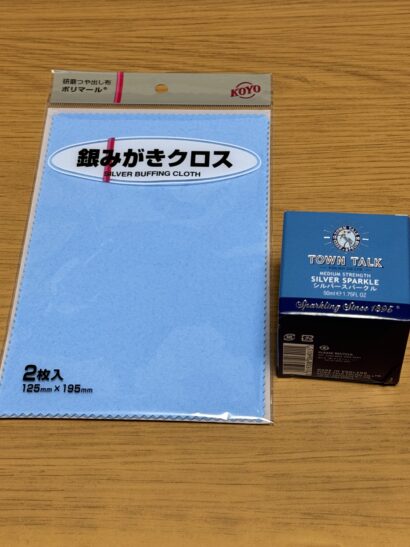 研磨つや出し布
ポリマール®
KOYO
銀みがきクロス
SILVER BUFFING CLOTH
2枚入
125mm×195mm
TOWN TALK
MEDIUM STRENGTH
SILVER SPARKLE
シルバースパークル
50ml e 1.75FL OZ
Sparkling Since 1895